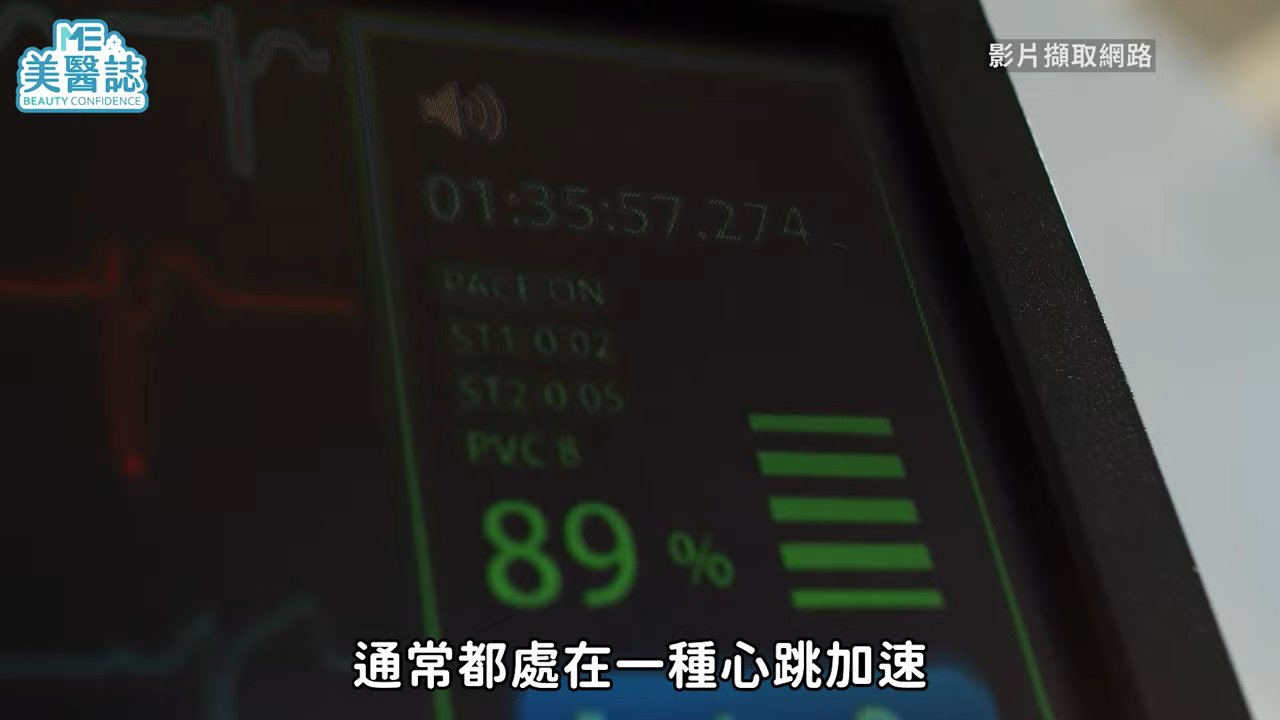 ME
美醫誌
BEAUTY CONFIDENCE
影片擷取網路
01:35:57.274
PACE ON
ST1 0.02
ST2-0.05
PVC 8
89 %
通常都處在一種心跳加速